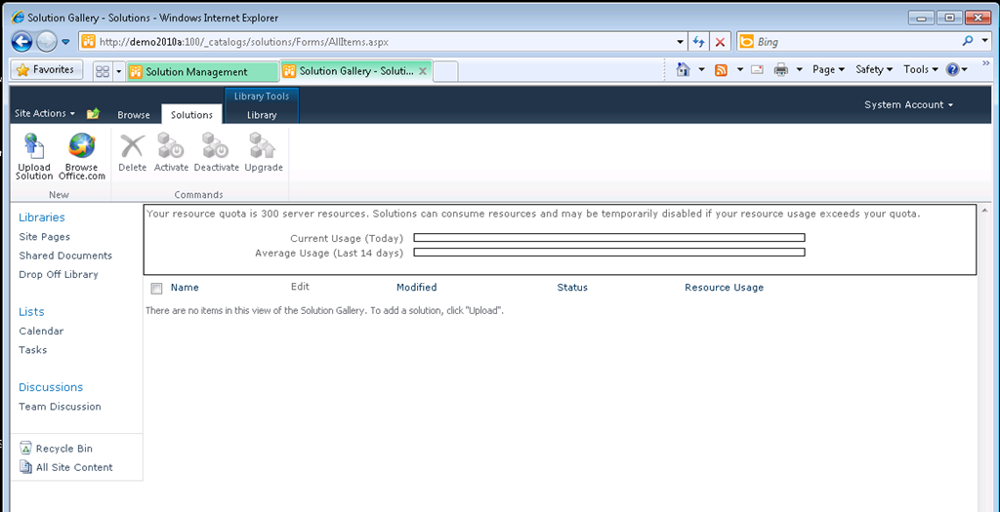 Solution Gallery - Solutions - Windows Internet Explorer
http://demo2010a:100/_catalogs/solutions/Forms/AllItems.aspx
Bing
Favorites
Solution Management
Solution Gallery - Soluti...
Page
Safety
Tools
Library Tools
Site Actions
Browse
Solutions
Library
System Account
Upload Solution
Browse Office.com
Delete
Activate
Deactivate
Upgrade
New
Commands
Libraries
Site Pages
Shared Documents
Drop Off Library
Lists
Calendar
Tasks
Discussions
Team Discussion
Recycle Bin
All Site Content
Your resource quota is 300 server resources. Solutions can consume resources and may be temporarily disabled if your resource usage exceeds your quota.
Current Usage (Today)
Average Usage (Last 14 days)
Name Edit Modified Status Resource Usage
There are no items in this view of the Solution Gallery. To add a solution, click "Upload".